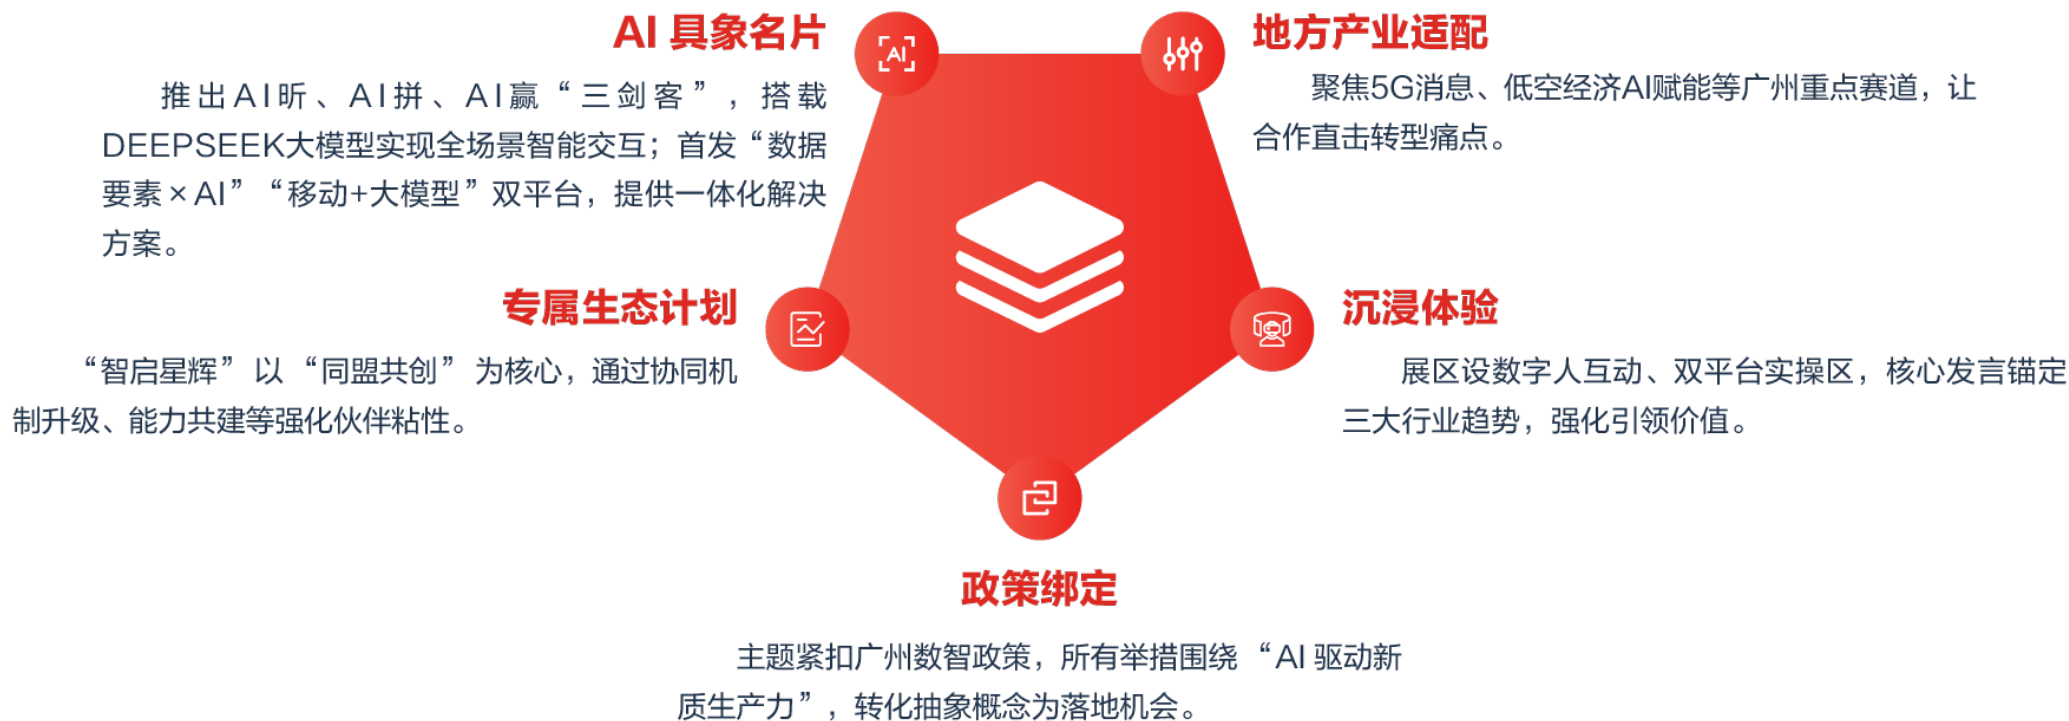 AI 具象名片
推出AI昕、AI拼、AI赢“三剑客”，搭载
DEEPSEEK大模型实现全场景智能交互；首发“数据
要素×AI”“移动+大模型”双平台，提供一体化解决
方案。
地方产业适配
聚焦5G消息、低空经济AI赋能等广州重点赛道，让
合作直击转型痛点。
AI
专属生态计划
“智启星辉”以“同盟共创”为核心，通过协同机
制升级、能力共建等强化伙伴粘性。
沉浸体验
展区设数字人互动、双平台实操区，核心发言锚定
三大行业趋势，强化引领价值。
政策绑定
主题紧扣广州数智政策，所有举措围绕“AI 驱动新
质生产力”，转化抽象概念为落地机会。